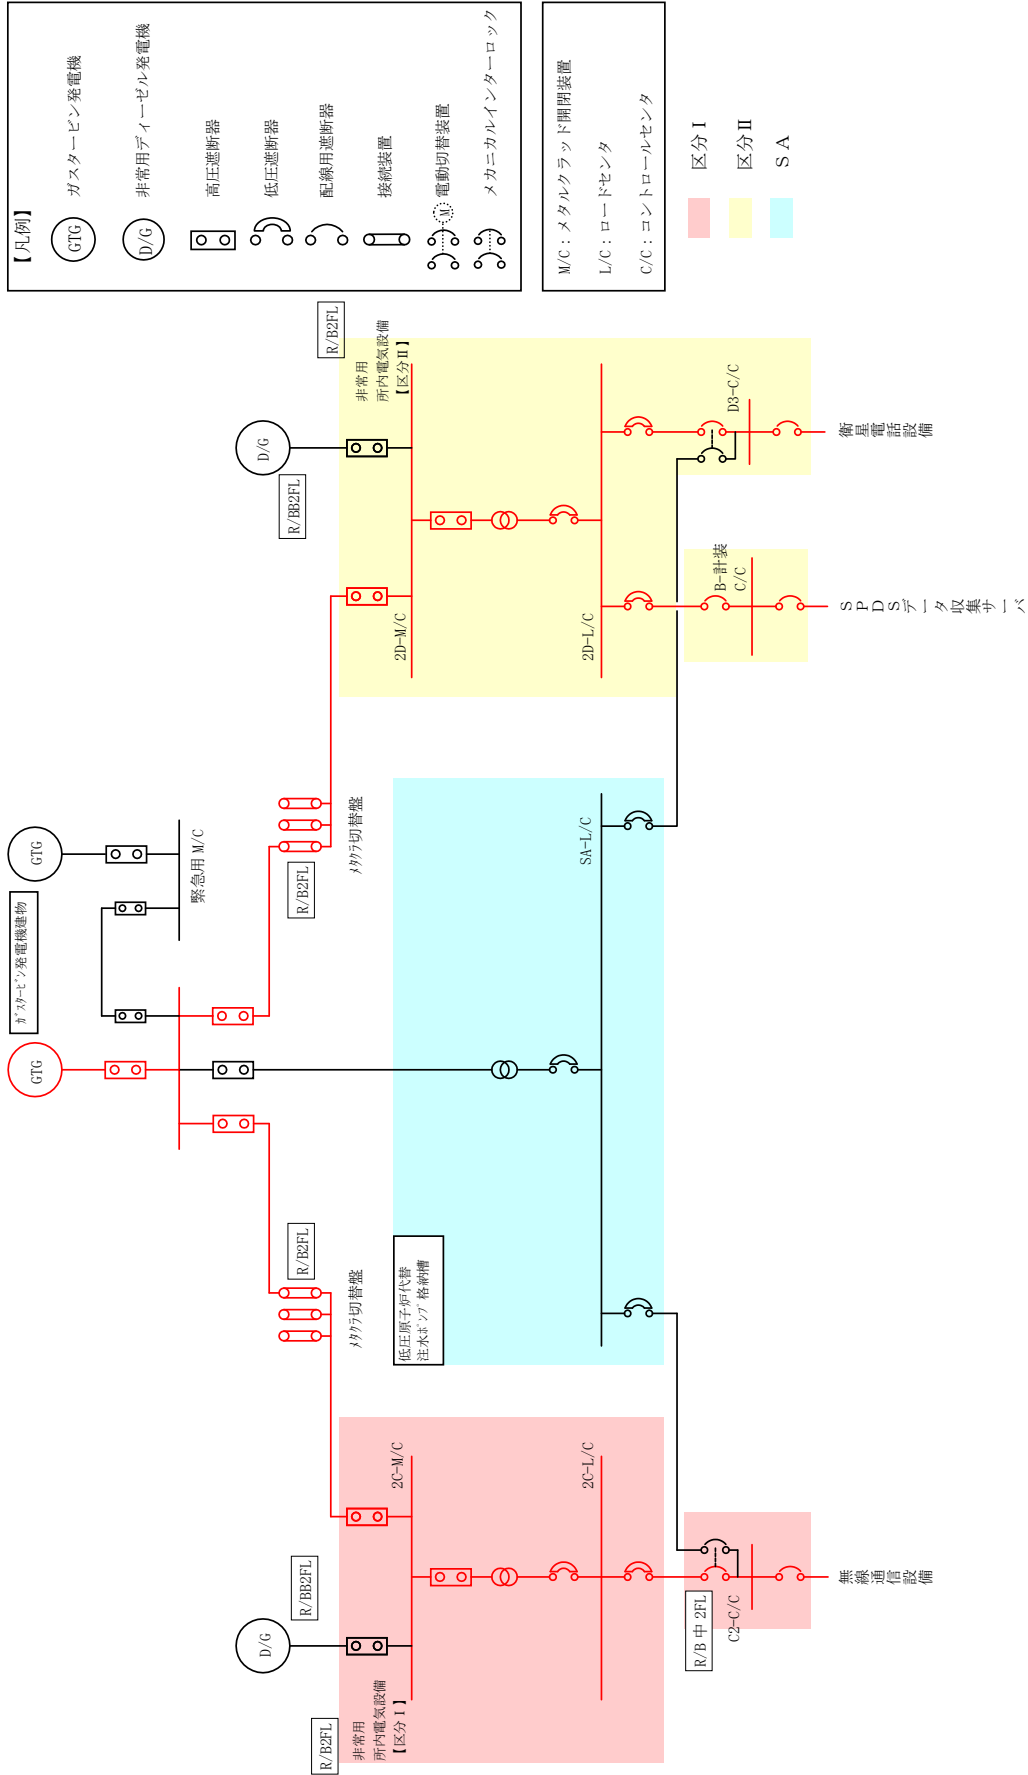 【凡例】
GTG
ガスタービン発電機
D/G
非常用ディーゼル発電機
高圧遮断器
低圧遮断器
配線用遮断器
接続装置
M
電動切替装置
メカニカルインターロック
M/C：メタルクラッド開閉装置
L/C：ロードセンタ
C/C：コントロールセンタ
区分Ⅰ
区分Ⅱ
ＳＡ
ｶﾞｽﾀｰﾋﾞﾝ発電機建物
GTG
GTG
緊急用 M/C
R/B2FL
ﾒﾀｸﾗ切替盤
R/B2FL
ﾒﾀｸﾗ切替盤
D/G
R/BB2FL
R/B2FL
非常用
所内電気設備
【区分Ⅰ】
2C-M/C
2C-L/C
R/B 中 2FL
C2-C/C
無線通信設備
低圧原子炉代替
注水ﾎﾟﾝﾌﾟ格納槽
SA-L/C
D/G
R/BB2FL
R/B2FL
非常用
所内電気設備
【区分Ⅱ】
2D-M/C
2D-L/C
B-計装
C/C
D3-C/C
ＳＰＤＳデータ収集サーバ
衛星電話設備